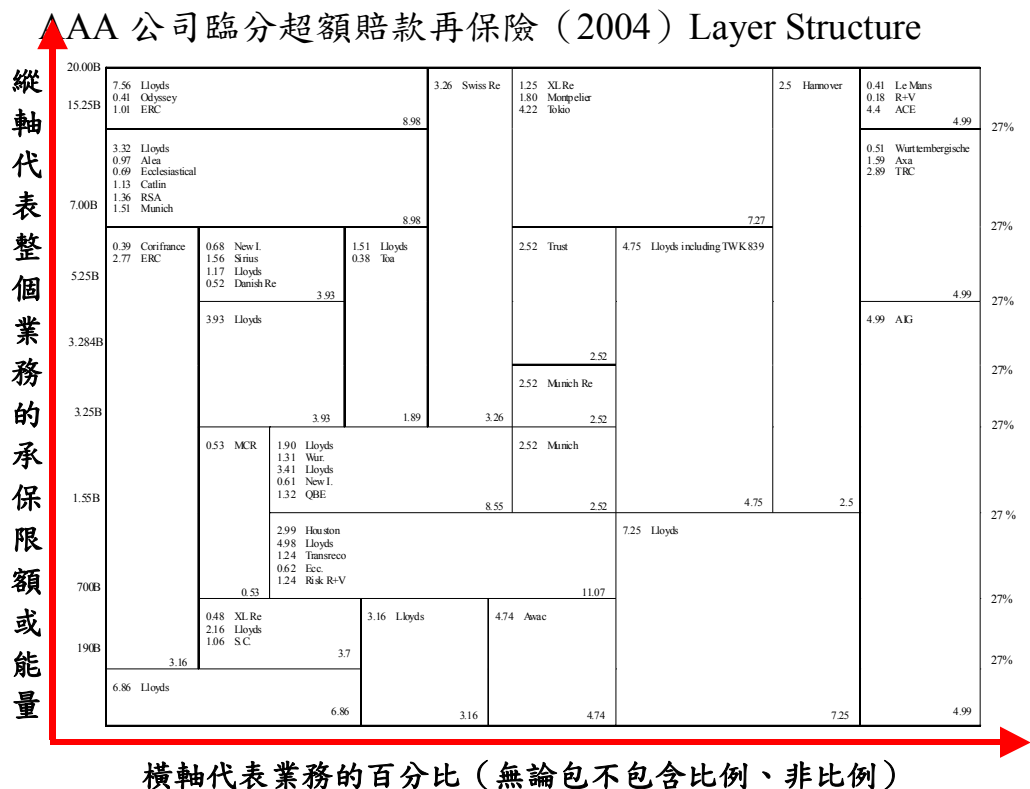 AAA 公司臨分超額賠款再保險（2004）Layer Structure
縱軸代表整個業務的承保限額或能量
20.00B
15.25B
7.00B
5.25B
3.284B
3.25B
1.55B
700B
190B
7.56 Lloyds
0.41 Odyssey
1.01 ERC
8.98
3.26 Swiss Re
3.26
1.25 XL Re
1.80 Montpelier
4.22 Tokio
7.27
2.5 Hannover
2.5
0.41 Le Mans
0.18 R+V
4.4 ACE
4.99
27%
3.32 Lloyds
0.97 Alea
0.69 Ecclesiastical
1.13 Catlin
1.36 RSA
1.51 Munich
8.98
0.51 Wurttembergische
1.59 Axa
2.89 TRC
4.99
27%
0.39 Corifrance
2.77 ERC
3.16
0.68 New I.
1.56 Sirius
1.17 Lloyds
0.52 Danish Re
3.93
1.51 Lloyds
0.38 Toa
1.89
2.52 Trust
2.52
4.75 Lloyds including TWK 839
4.75
27%
3.93 Lloyds
3.93
4.99 AIG
4.99
27%
2.52 Munich Re
2.52
27%
0.53 MCR
0.53
1.90 Lloyds
1.31 Wur.
3.41 Lloyds
0.61 New I.
1.32 QBE
8.55
2.52 Munich
2.52
27 %
2.99 Houston
4.98 Lloyds
1.24 Transreco
0.62 Ecc.
1.24 Risk R+V
11.07
7.25 Lloyds
7.25
27%
0.48 XL Re
2.16 Lloyds
1.06 S.C.
3.7
3.16 Lloyds
3.16
4.74 Awac
4.74
27%
6.86 Lloyds
6.86
橫軸代表業務的百分比（無論包不包含比例、非比例）